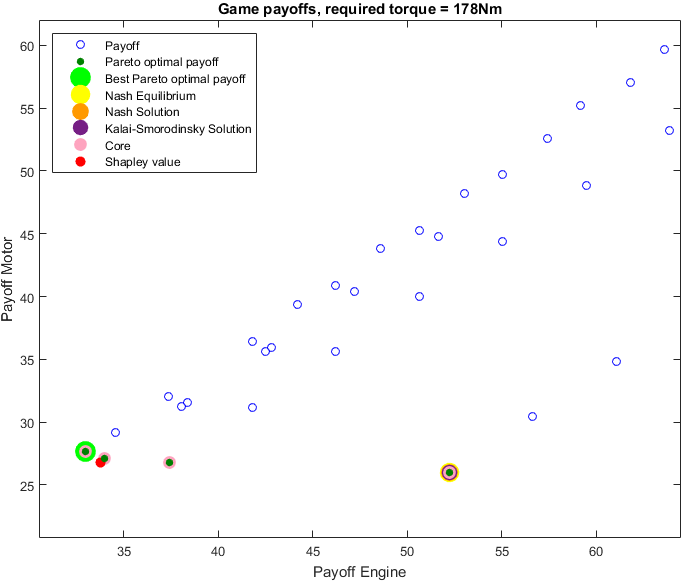 Game payoffs, required torque = 178Nm
Payoff
Pareto optimal payoff
Best Pareto optimal payoff
Nash Equilibrium
Nash Solution
Kalai-Smorodinsky Solution
Core
Shapley value
60
55
50
45
40
35
30
25
Payoff Motor
35
40
45
50
55
60
Payoff Engine